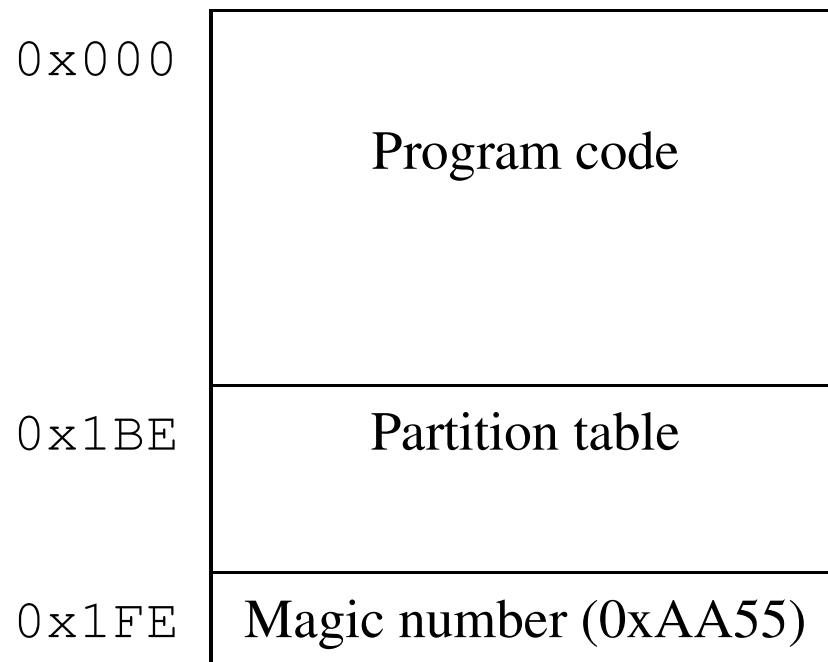 0x000
Program code
0x1BE Partition table
0x1FE Magic number (0xAA55)